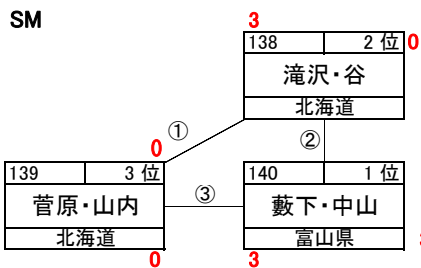 SM
3
138 2 位 0
滝沢・谷
北海道
0
①
②
139 3 位
菅原・山内
北海道
0
③
140 1 位
藪下・中山
富山県
3